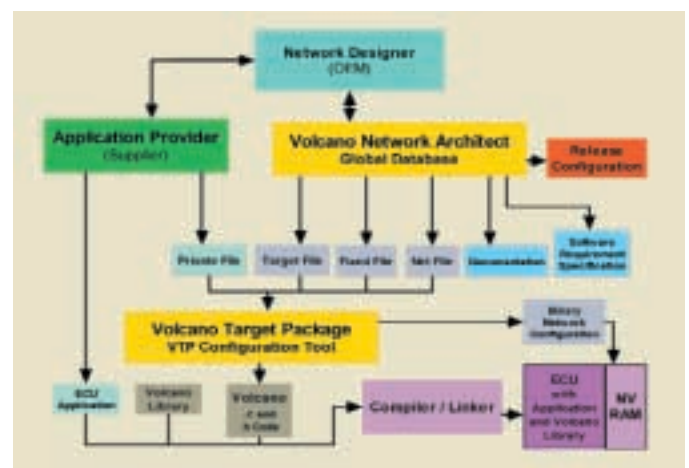 Network Designer
(OEM)
Application Provider
(Supplier)
Volcano Network Architect
Global Database
Release
Configuration
Private File
Target File
Fixed File
Net File
Documentation
Software
Requirement
Specification
Volcano Target Package
VTP Configuration Tool
Binary
Network
Configuration
ECU
Application
Volcano
Library
Volcano
C and
h Code
Compiler / Linker
ECU
with
Application
and Volcano
Library
NV
RAM